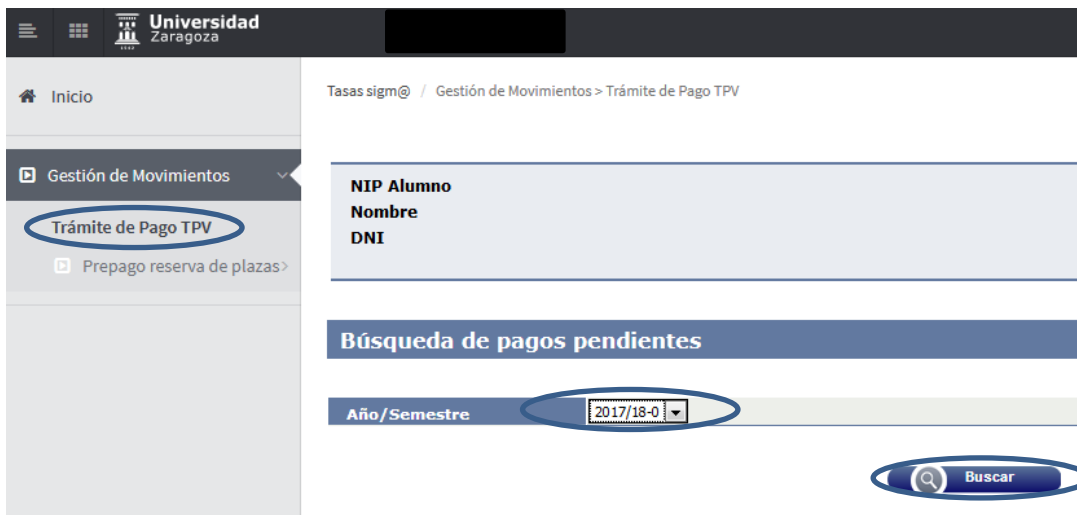 Universidad
Zaragoza
Inicio
Gestión de Movimientos
Trámite de Pago TPV
Prepago reserva de plazas>
Tasas sigm@ / Gestión de Movimientos > Trámite de Pago TPV
NIP Alumno
Nombre
DNI
Búsqueda de pagos pendientes
Año/Semestre 2017/18-0
Buscar